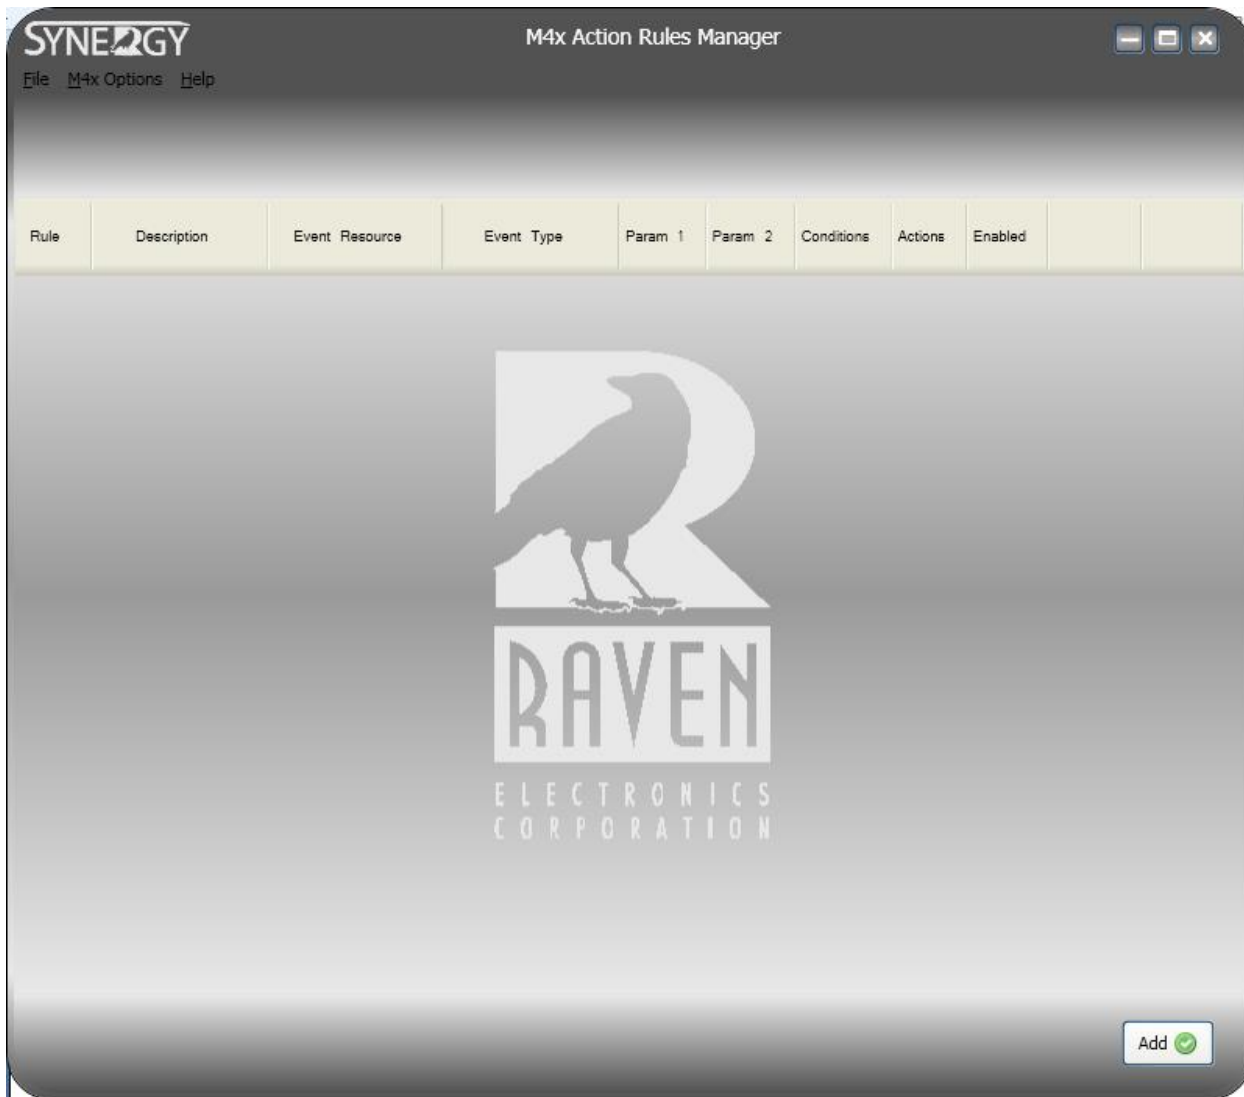 SYNERGY
M4x Action Rules Manager
File M4x Options Help
Rule Description Event Resource Event Type Param 1 Param 2 Conditions Actions Enabled
RAVEN
ELECTRONICS
CORPORATION
Add